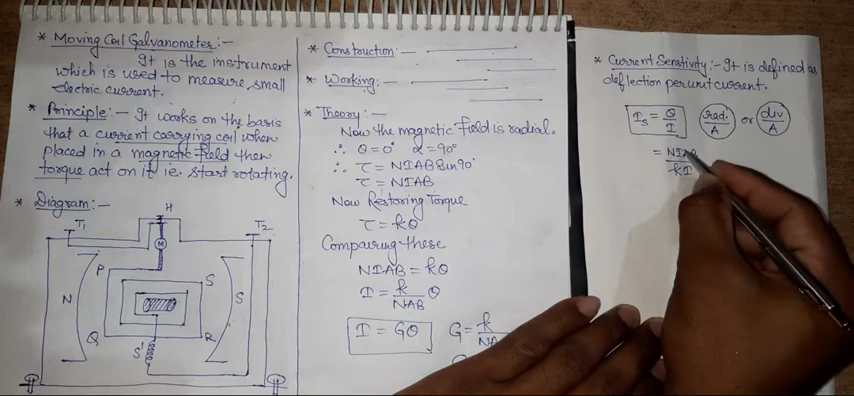 * Moving Coil Galvanometer:-
It is the instrument
which is used to measure small
electric current.
* Principle:- It works on the basis
that a current carrying coil when
placed in a magnetic field then
torque act on it i.e. start rotating.
* Diagram:-
H
T1
T2
M
P
S
N
S
Q
R
S'
* Construction:-
* Working:-
* Theory:-
Now the magnetic field is radial.
∴ θ = 0° α = 90°
∴ τ = NIAB Sin90°
τ = NIAB
Now Restoring Torque
τ = kθ
Comparing these
NIAB = kθ
I = k/NAB θ
I = Gθ
G = k/NA
* Current Sensitivity:- It is defined as
deflection per unit current.
Is = θ/I rad./A or div/A
= NIAB/kI